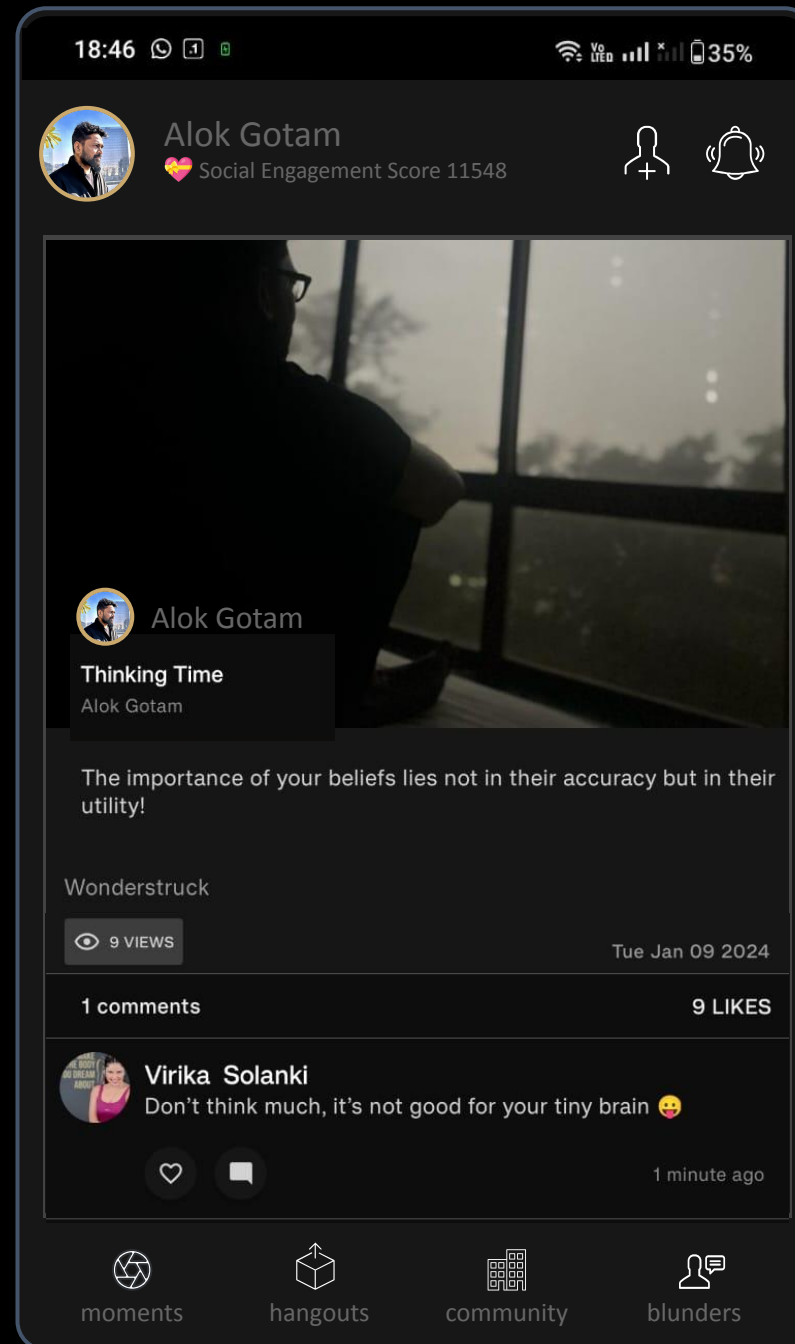 18:46
35%
Alok Gotam
💝 Social Engagement Score 11548
Alok Gotam
Thinking Time
Alok Gotam
The importance of your beliefs lies not in their accuracy but in their
utility!
Wonderstruck
9 VIEWS
Tue Jan 09 2024
1 comments
9 LIKES
Virika Solanki
Don't think much, it's not good for your tiny brain 😛
1 minute ago
moments
hangouts
community
blunders